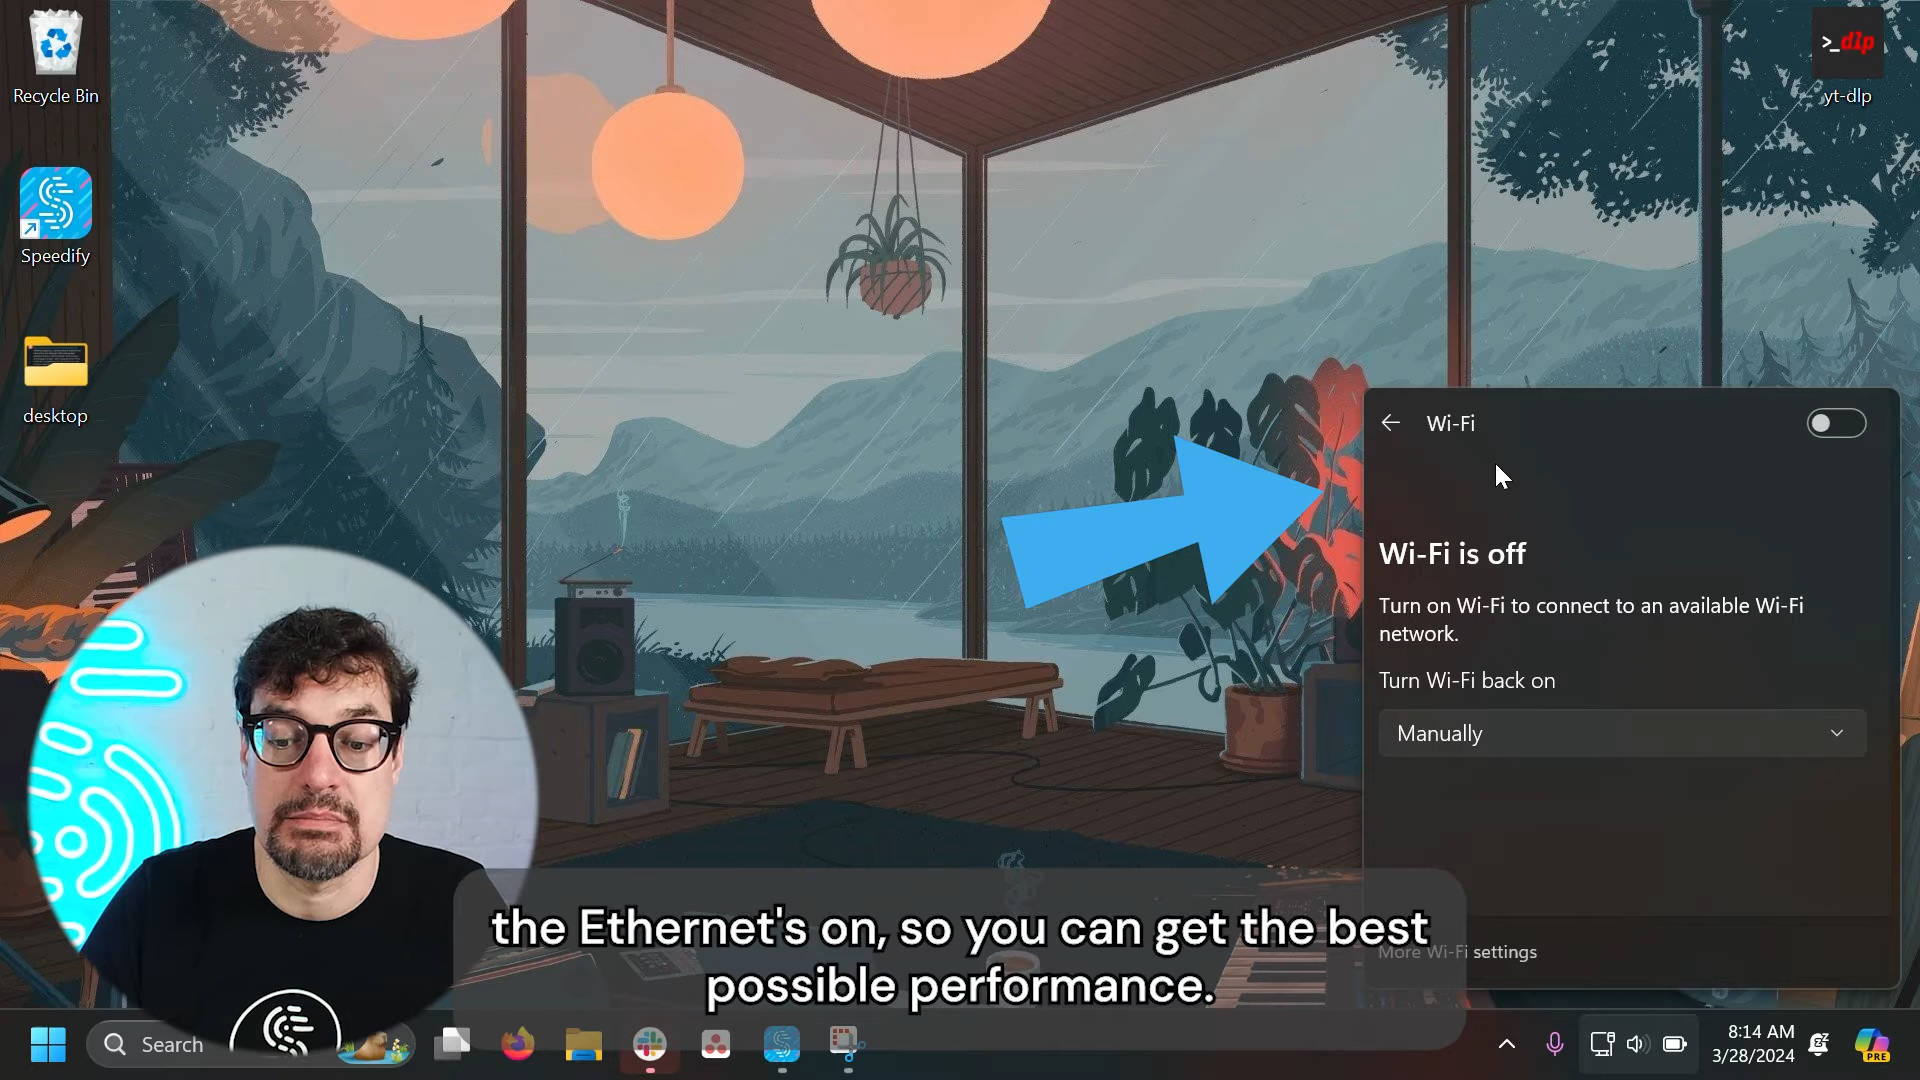 Recycle Bin
>_dlp
yt-dlp
Speedify
desktop
Wi-Fi
Wi-Fi is off
Turn on Wi-Fi to connect to an available Wi-Fi
network.
Turn Wi-Fi back on
Manually
More Wi-Fi settings
the Ethernet's on, so you can get the best
possible performance.
Search
8:14 AM
3/28/2024
PRE